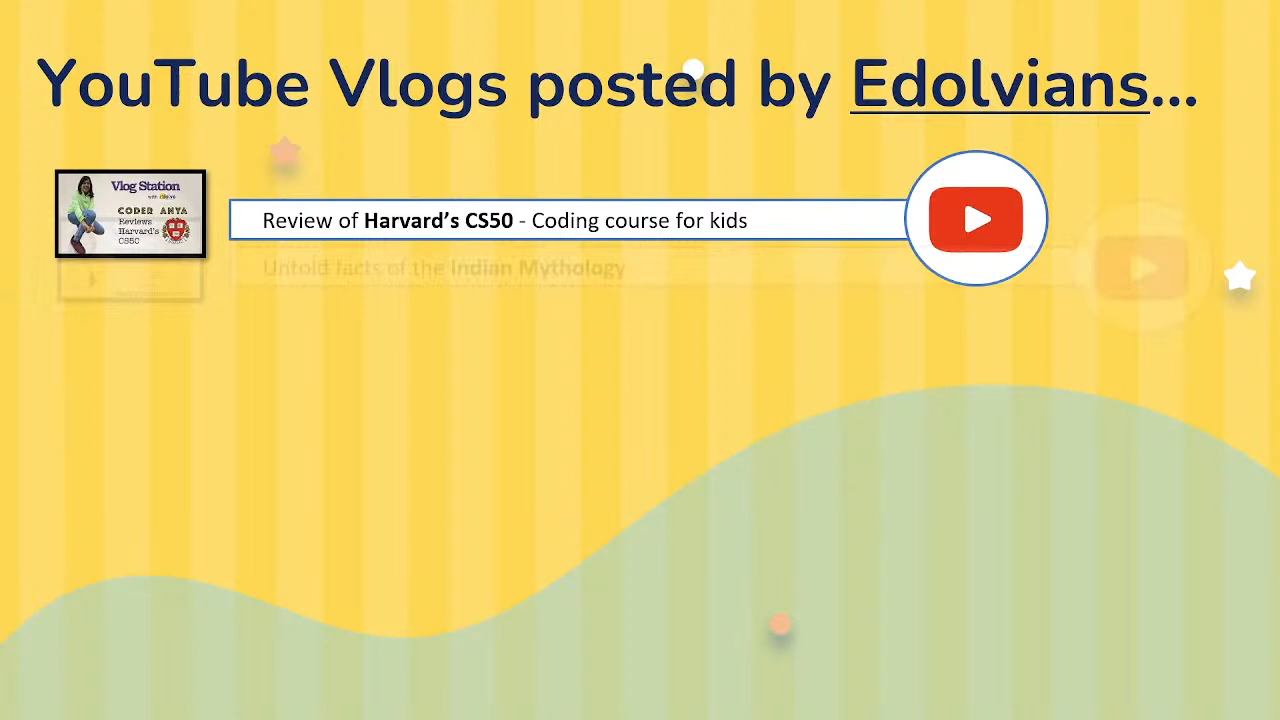 YouTube Vlogs posted by Edolvians...
Vlog Station
CODER ANYA
Reviews
Harvard's
CS50
Review of Harvard's CS50 - Coding course for kids
Untold facts of the Indian Mythology